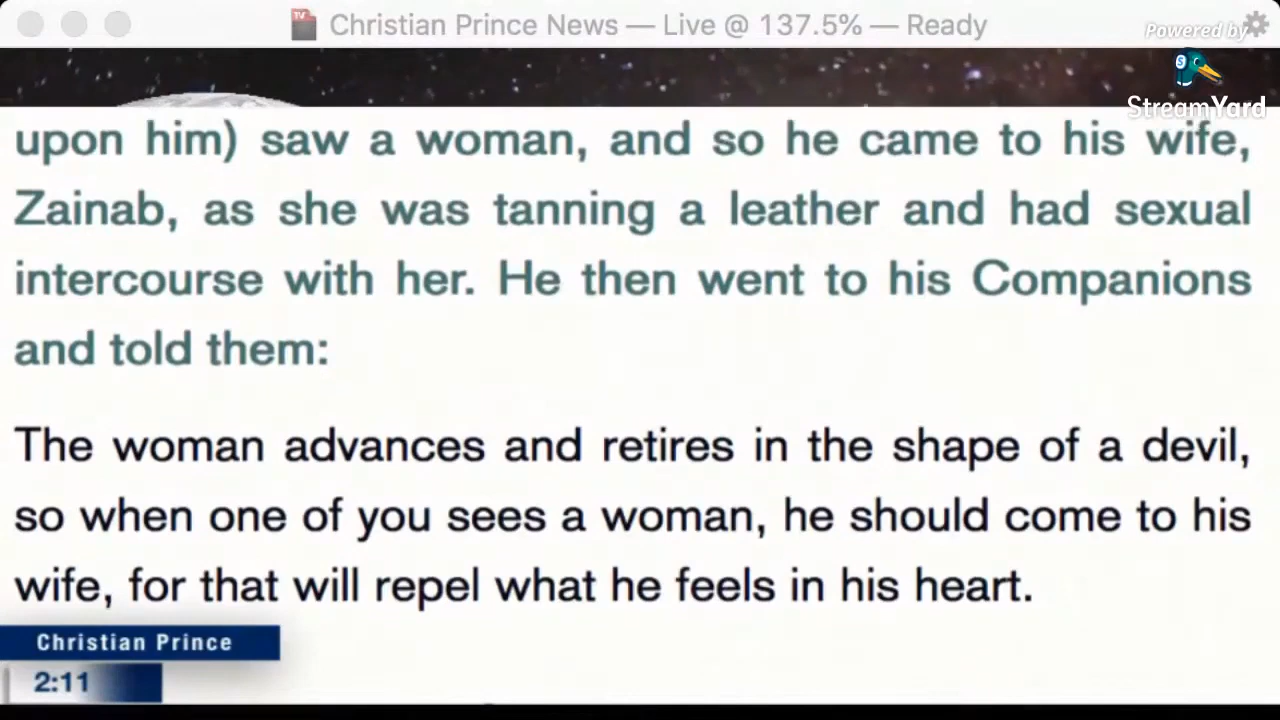 Christian Prince News — Live @ 137.5% — Ready
Powered by
StreamYard
upon him) saw a woman, and so he came to his wife,
Zainab, as she was tanning a leather and had sexual
intercourse with her. He then went to his Companions
and told them:
The woman advances and retires in the shape of a devil,
so when one of you sees a woman, he should come to his
wife, for that will repel what he feels in his heart.
Christian Prince
2:11